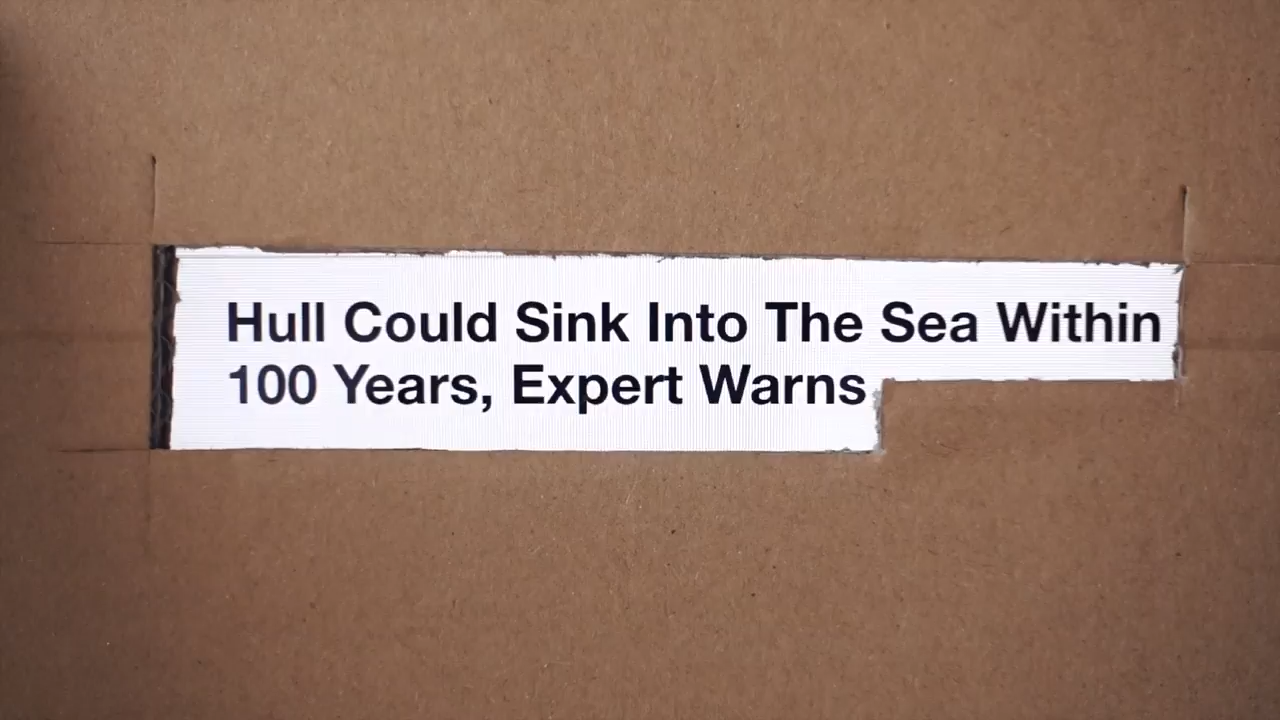 Hull Could Sink Into The Sea Within
100 Years, Expert Warns